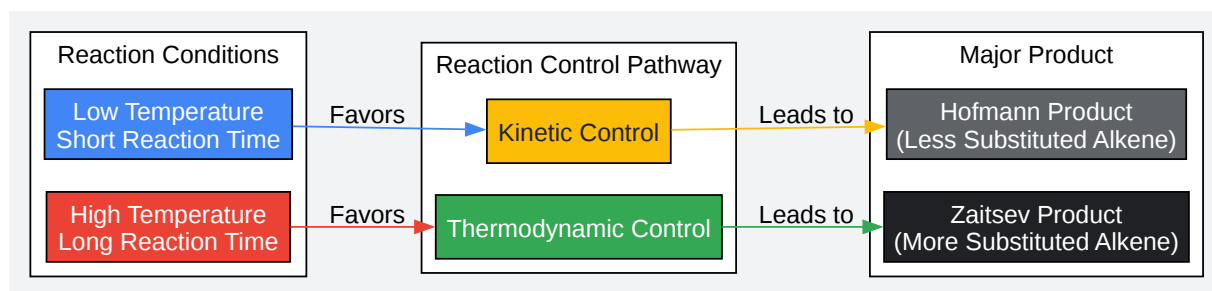 Reaction Conditions
Low Temperature
Short Reaction Time
High Temperature
Long Reaction Time
Favors
Favors
Reaction Control Pathway
Kinetic Control
Thermodynamic Control
Leads to
Leads to
Major Product
Hofmann Product
(Less Substituted Alkene)
Zaitsev Product
(More Substituted Alkene)